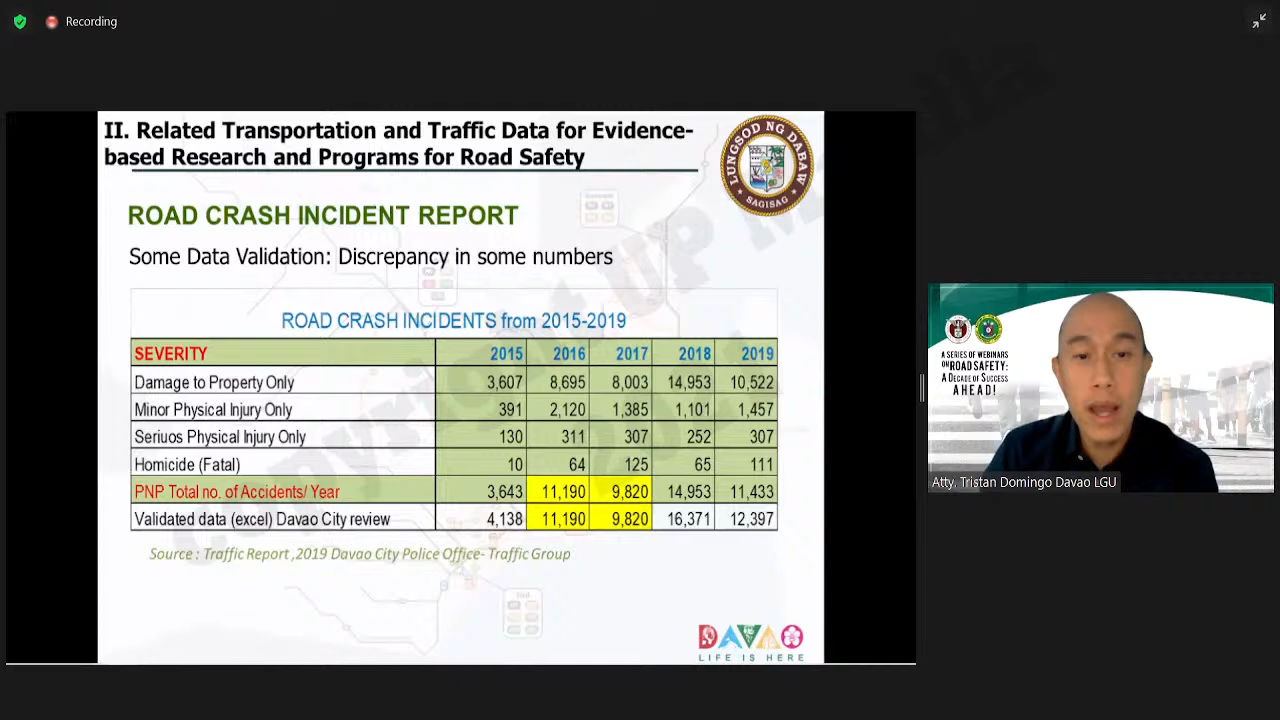 Recording
II. Related Transportation and Traffic Data for Evidence-
based Research and Programs for Road Safety
LUNGSOD NG DABAW
SAGISAG
ROAD CRASH INCIDENT REPORT
Some Data Validation: Discrepancy in some numbers
ROAD CRASH INCIDENTS from 2015-2019
SEVERITY 2015 2016 2017 2018 2019
Damage to Property Only 3,607 8,695 8,003 14,953 10,522
Minor Physical Injury Only 391 2,120 1,385 1,101 1,457
Seriuos Physical Injury Only 130 311 307 252 307
Homicide (Fatal) 10 64 125 65 111
PNP Total no. of Accidents/ Year 3,643 11,190 9,820 14,953 11,433
Validated data (excel) Davao City review 4,138 11,190 9,820 16,371 12,397
Source : Traffic Report ,2019 Davao City Police Office- Traffic Group
DAVAO
LIFE IS HERE
A SERIES OF WEBINARS
ON ROAD SAFETY:
A DECADE OF SUCCESS
AHEAD!
Atty. Tristan Domingo Davao LGU